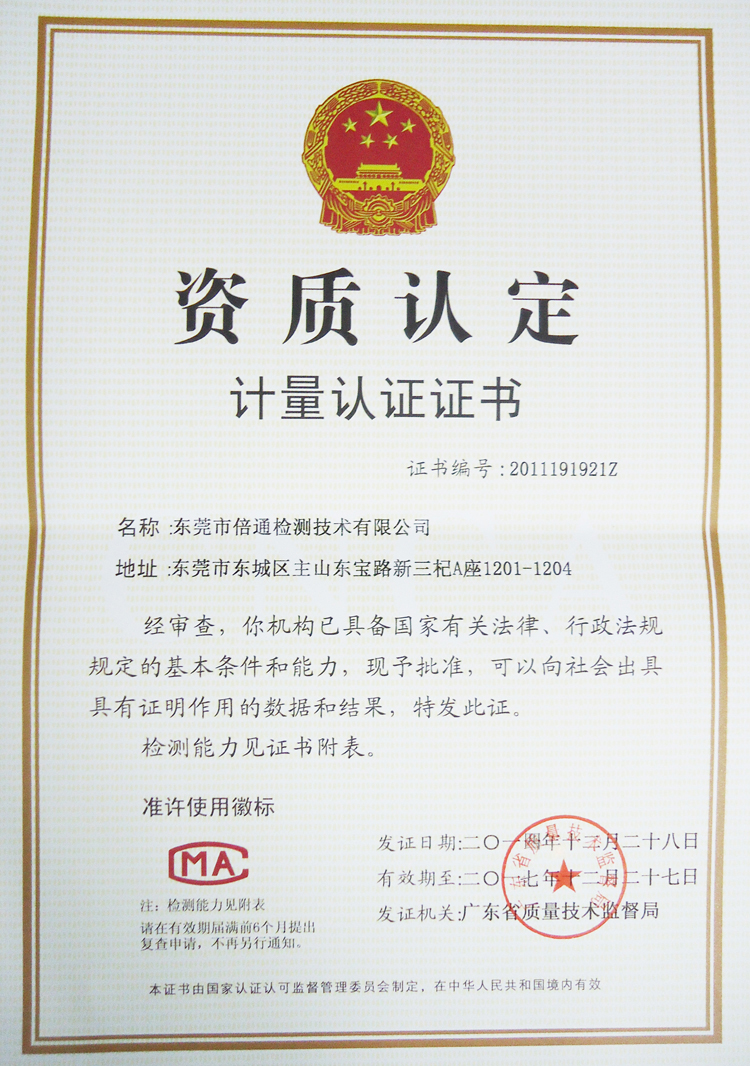 资质认定
计量认证证书
证书编号：2011191921Z
名称：东莞市倍通检测技术有限公司
地址：东莞市东城区主山东宝路新三杞A座1201-1204
经审查，你机构已具备国家有关法律、行政法规
规定的基本条件和能力，现予批准，可以向社会出具
具有证明作用的数据和结果，特发此证。
检测能力见证书附表。
准许使用徽标
MA
发证日期：二〇一四年十二月二十八日
有效期至：二〇一七年十二月二十七日
发证机关：广东省质量技术监督局
注：检测能力见附表
请在有效期届满前6个月提出
复查申请，不再另行通知。
本证书由国家认证认可监督管理委员会制定，在中华人民共和国境内有效